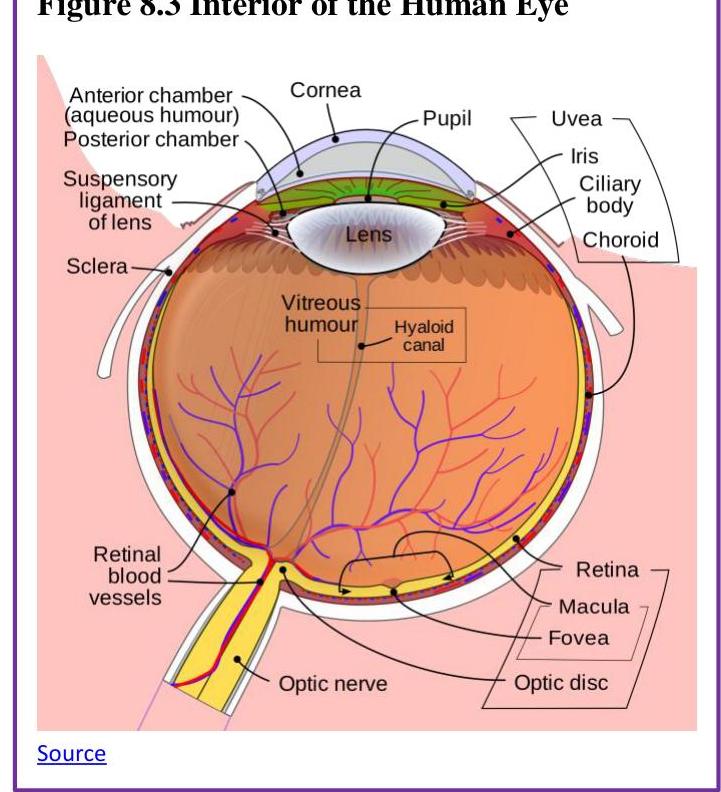 Figure 8.3 Interior of the Human Eye
Cornea
Anterior chamber
(aqueous humour)
Posterior chamber
Pupil
Uvea
Iris
Suspensory
ligament
of lens
Ciliary
body
Lens
Choroid
Sclera
Vitreous
humour
Hyaloid
canal
Retinal
blood
vessels
Retina
Macula
Fovea
Optic nerve
Optic disc
Source